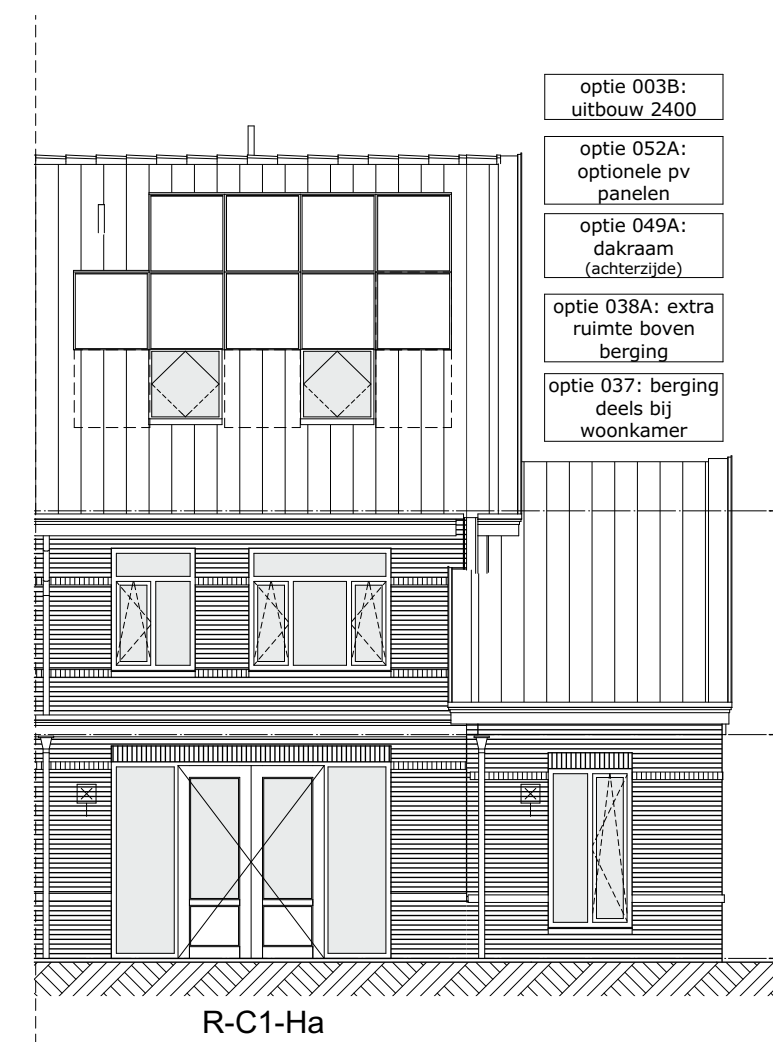 optie 003B:
uitbouw 2400
optie 052A:
optionele pv
panelen
optie 049A:
dakraam
(achterzijde)
optie 038A: extra
ruimte boven
berging
optie 037: berging
deels bij
woonkamer
R-C1-Ha